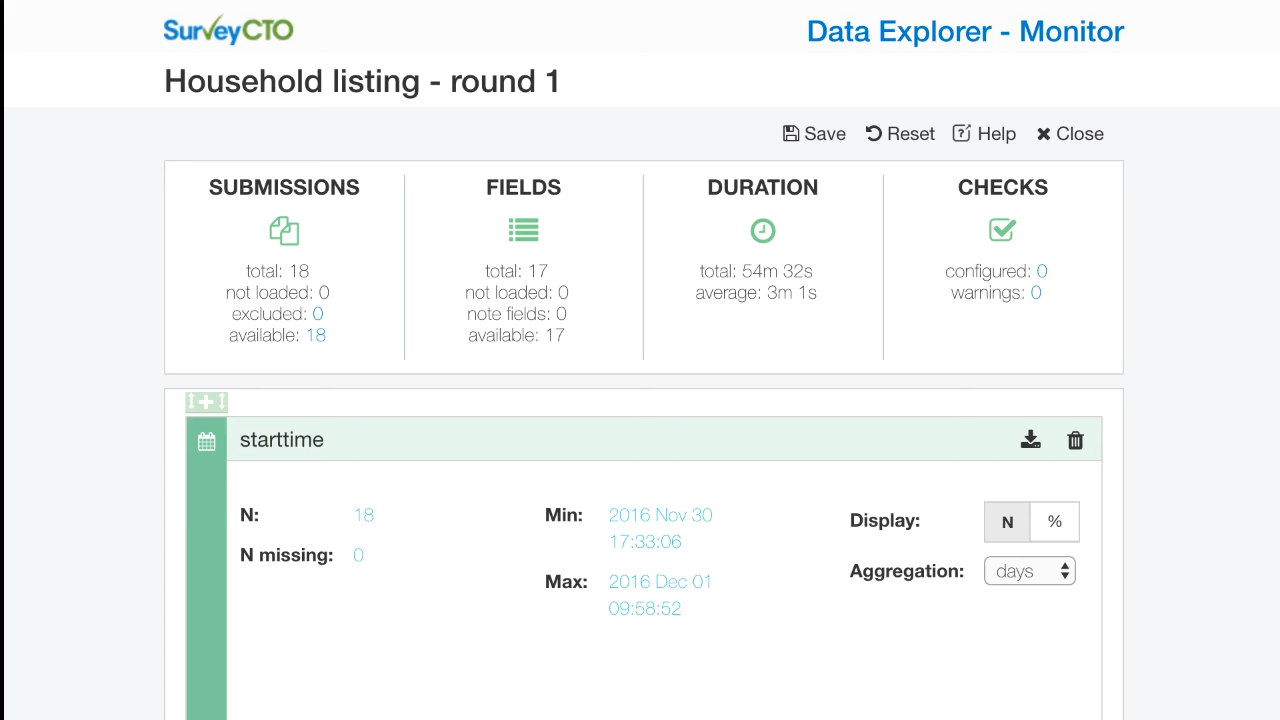 SurveyCTO
Data Explorer - Monitor
Household listing - round 1
Save Reset Help Close
SUBMISSIONS
total: 18
not loaded: 0
excluded: 0
available: 18
FIELDS
total: 17
not loaded: 0
note fields: 0
available: 17
DURATION
total: 54m 32s
average: 3m 1s
CHECKS
configured: 0
warnings: 0
starttime
N: 18
N missing: 0
Min: 2016 Nov 30
17:33:06
Max: 2016 Dec 01
09:58:52
Display: N %
Aggregation: days